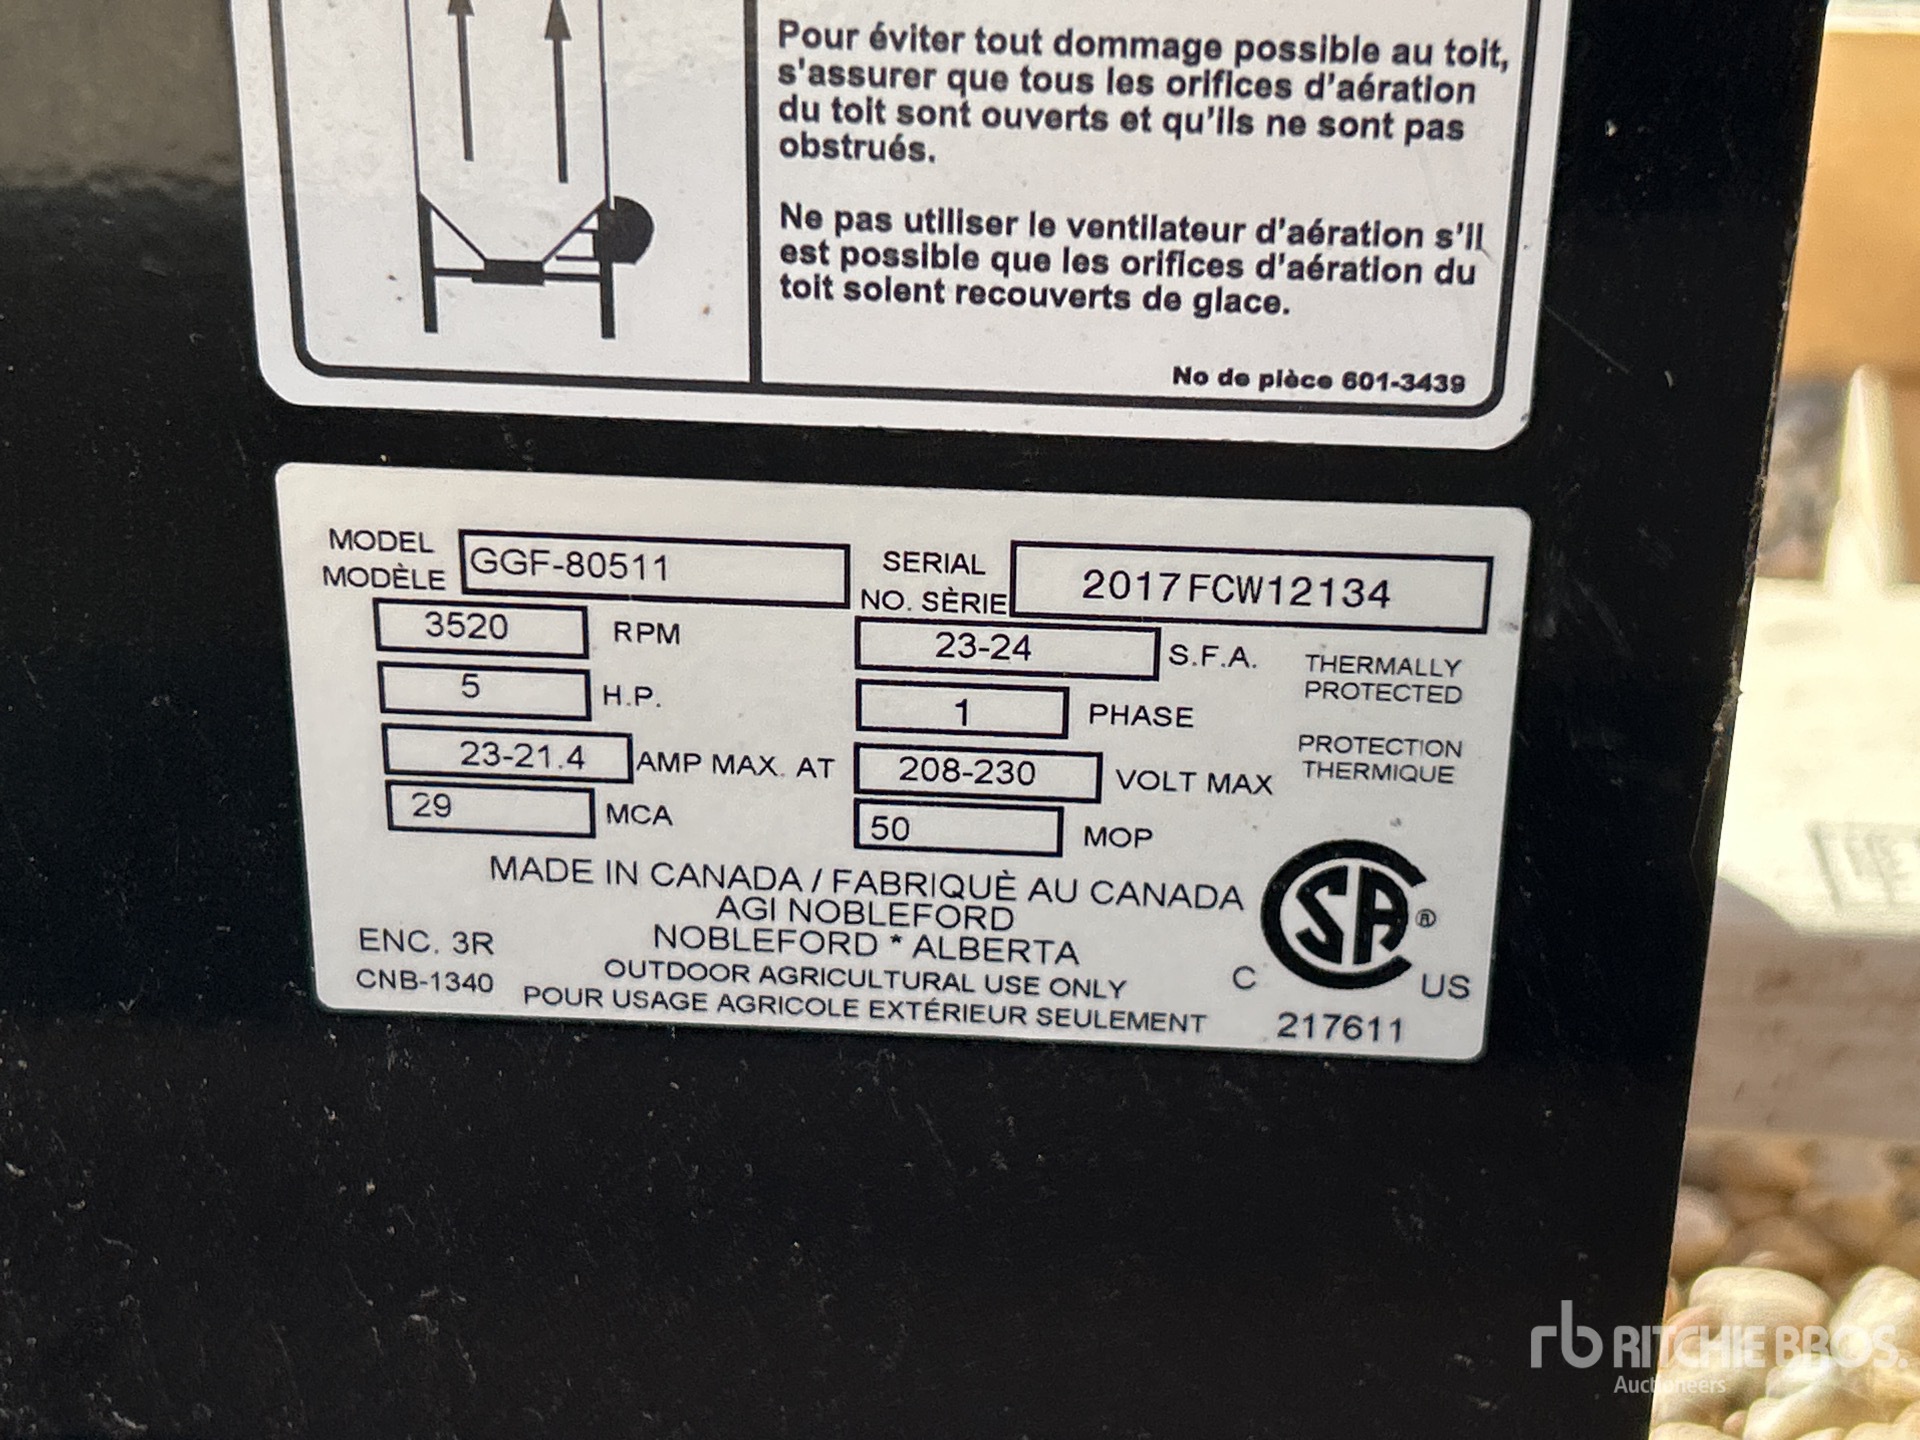 Pour éviter tout dommage possible au toit,
s'assurer que tous les orifices d'aération
du toit sont ouverts et qu'ils ne sont pas
obstrués.
Ne pas utiliser le ventilateur d'aération s'il
est possible que les orifices d'aération du
toit soient recouverts de glace.
No de pièce 601-3439
MODEL
MODÈLE
GGF-80511
SERIAL
NO. SÈRIE
2017FCW12134
3520 RPM
23-24 S.F.A.
THERMALLY
PROTECTED
5 H.P.
1 PHASE
PROTECTION
THERMIQUE
23-21.4 AMP MAX. AT 208-230 VOLT MAX
29 MCA
50 MOP
MADE IN CANADA / FABRIQUÈ AU CANADA
AGI NOBLEFORD
NOBLEFORD * ALBERTA
ENC. 3R
CNB-1340
OUTDOOR AGRICULTURAL USE ONLY
POUR USAGE AGRICOLE EXTÉRIEUR SEULEMENT
C SA ® US
217611
rb RITCHIE BROS.
Auctioneers